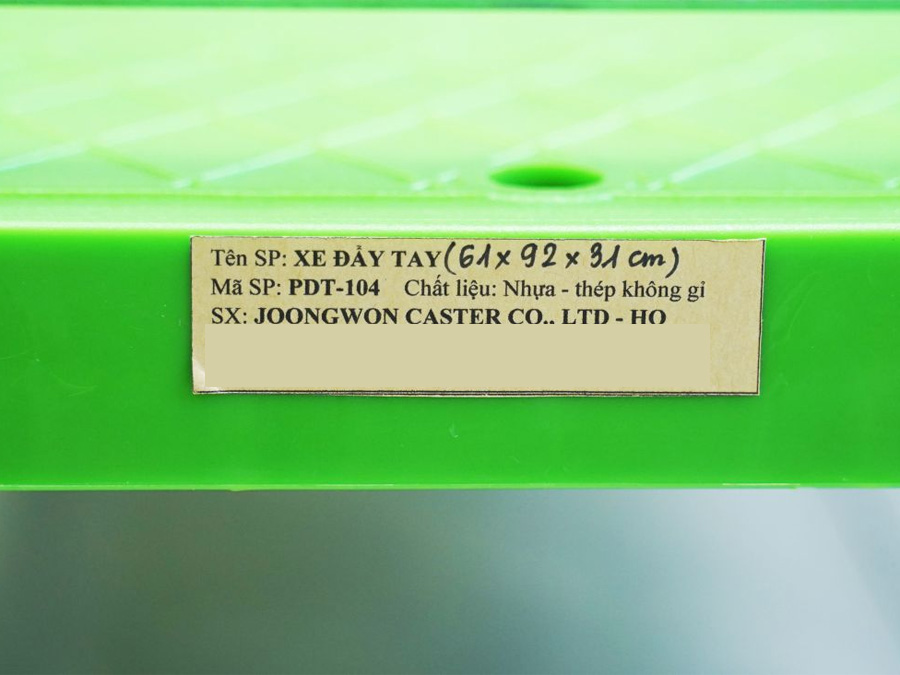 Tên SP: XE ĐẨY TAY (61 x 92 x 31 cm)
Mã SP: PDT-104 Chất liệu: Nhựa - thép không gỉ
SX: JOONGWON CASTER CO., LTD - HQ